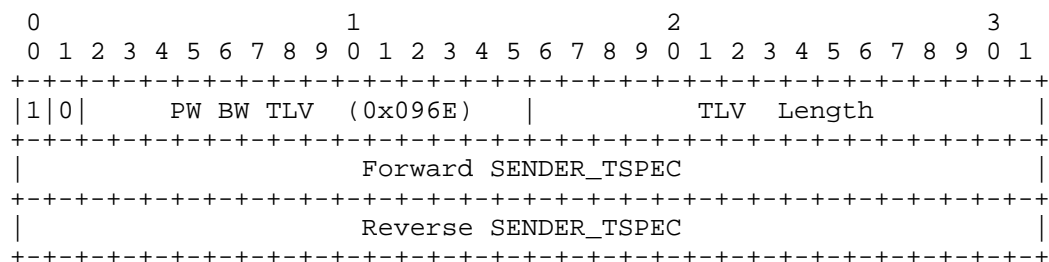 0                   1                   2                   3
 0 1 2 3 4 5 6 7 8 9 0 1 2 3 4 5 6 7 8 9 0 1 2 3 4 5 6 7 8 9 0 1
+-+-+-+-+-+-+-+-+-+-+-+-+-+-+-+-+-+-+-+-+-+-+-+-+-+-+-+-+-+-+-+-+
|1|0|     PW BW TLV  (0x096E)   |          TLV  Length          |
+-+-+-+-+-+-+-+-+-+-+-+-+-+-+-+-+-+-+-+-+-+-+-+-+-+-+-+-+-+-+-+-+
|                     Forward SENDER_TSPEC                      |
+-+-+-+-+-+-+-+-+-+-+-+-+-+-+-+-+-+-+-+-+-+-+-+-+-+-+-+-+-+-+-+-+
|                     Reverse SENDER_TSPEC                      |
+-+-+-+-+-+-+-+-+-+-+-+-+-+-+-+-+-+-+-+-+-+-+-+-+-+-+-+-+-+-+-+-+